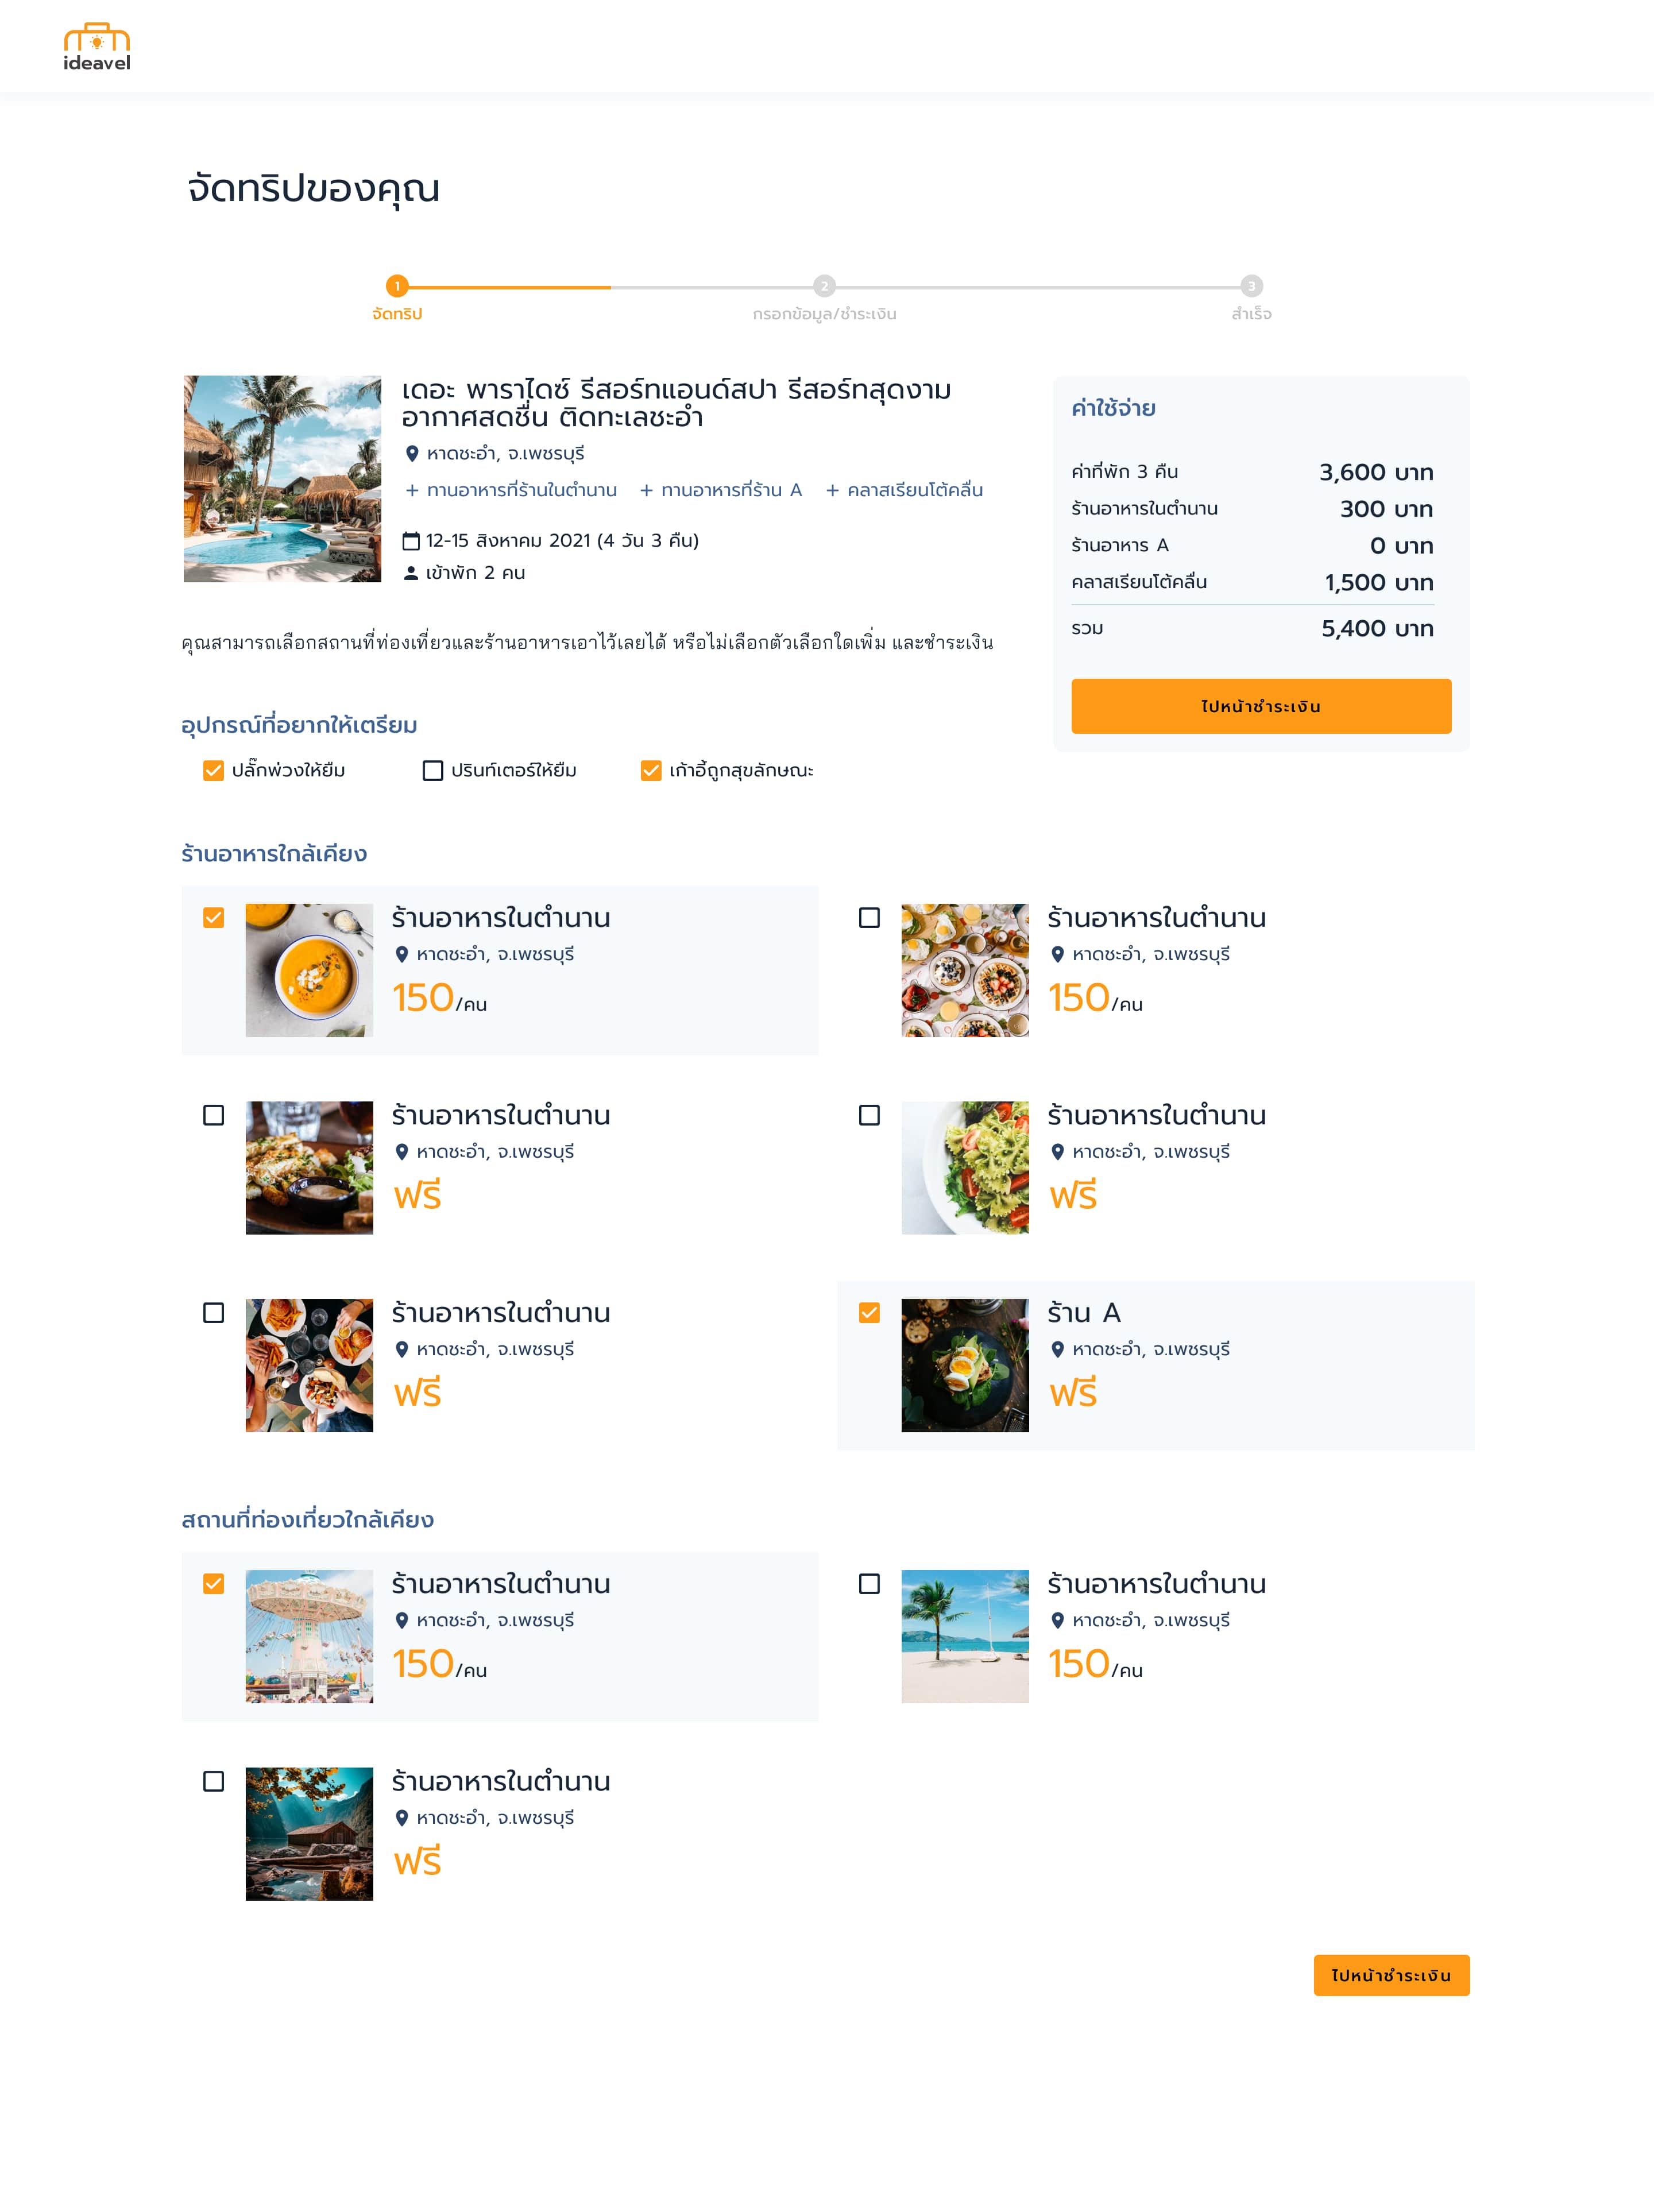 ideavel
จัดทริปของคุณ
1
2
3
จัดทริป
กรอกข้อมูล/ชำระเงิน
สำเร็จ
เดอะ พาราไดซ์ รีสอร์ทแอนด์สปา รีสอร์ทสุดงาม
อากาศสดชื่น ติดทะเลชะอำ
หาดชะอำ, จ.เพชรบุรี
+ ทานอาหารที่ร้านในตำนาน + ทานอาหารที่ร้าน A + คลาสเรียนโต้คลื่น
12-15 สิงหาคม 2021 (4 วัน 3 คืน)
เข้าพัก 2 คน
ค่าใช้จ่าย
ค่าที่พัก 3 คืน 3,600 บาท
ร้านอาหารในตำนาน 300 บาท
ร้านอาหาร A 0 บาท
คลาสเรียนโต้คลื่น 1,500 บาท
รวม 5,400 บาท
ไปหน้าชำระเงิน
คุณสามารถเลือกสถานที่ท่องเที่ยวและร้านอาหารเอาไว้เลยได้ หรือไม่เลือกตัวเลือกใดเพิ่ม และชำระเงิน
อุปกรณ์ที่อยากให้เตรียม
ปลั๊กพ่วงให้ยืม
ปรินท์เตอร์ให้ยืม
เก้าอี้ถูกสุขลักษณะ
ร้านอาหารใกล้เคียง
ร้านอาหารในตำนาน
หาดชะอำ, จ.เพชรบุรี
150/คน
ร้านอาหารในตำนาน
หาดชะอำ, จ.เพชรบุรี
150/คน
ร้านอาหารในตำนาน
หาดชะอำ, จ.เพชรบุรี
ฟรี
ร้านอาหารในตำนาน
หาดชะอำ, จ.เพชรบุรี
ฟรี
ร้านอาหารในตำนาน
หาดชะอำ, จ.เพชรบุรี
ฟรี
ร้าน A
หาดชะอำ, จ.เพชรบุรี
ฟรี
สถานที่ท่องเที่ยวใกล้เคียง
ร้านอาหารในตำนาน
หาดชะอำ, จ.เพชรบุรี
150/คน
ร้านอาหารในตำนาน
หาดชะอำ, จ.เพชรบุรี
150/คน
ร้านอาหารในตำนาน
หาดชะอำ, จ.เพชรบุรี
ฟรี
ไปหน้าชำระเงิน